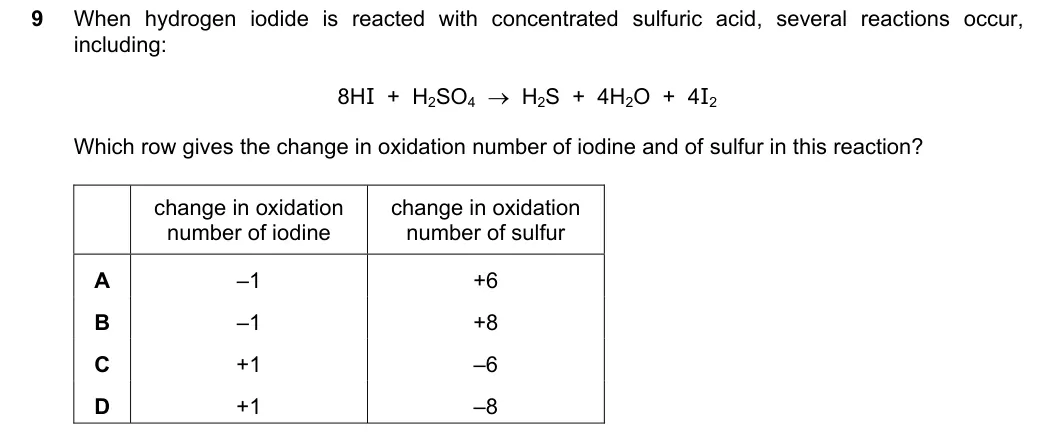 9 When hydrogen iodide is reacted with concentrated sulfuric acid, several reactions occur,
including:
8HI + H₂SO₄ → H₂S + 4H₂O + 4I₂
Which row gives the change in oxidation number of iodine and of sulfur in this reaction?
change in oxidation number of iodine change in oxidation number of sulfur
A –1 +6
B –1 +8
C +1 –6
D +1 –8